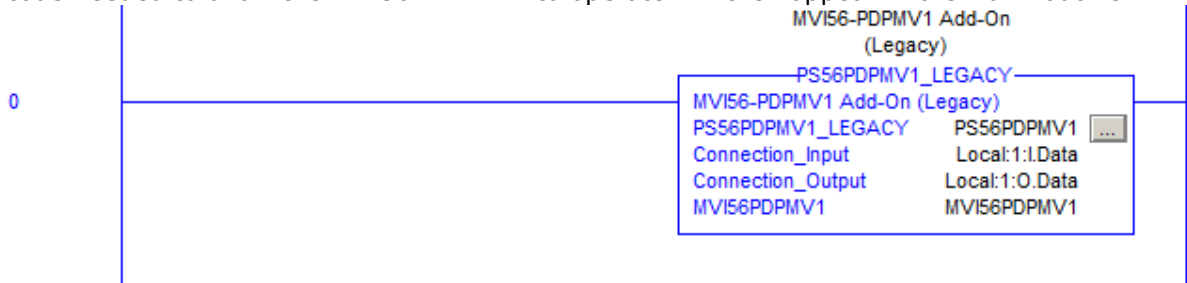 MVI56-PDPMV1 Add-On
(Legacy)
PS56PDPMV1_LEGACY
0
MVI56-PDPMV1 Add-On (Legacy)
PS56PDPMV1_LEGACY PS56PDPMV1 ...
Connection_Input Local:1:I.Data
Connection_Output Local:1:O.Data
MVI56PDPMV1 MVI56PDPMV1